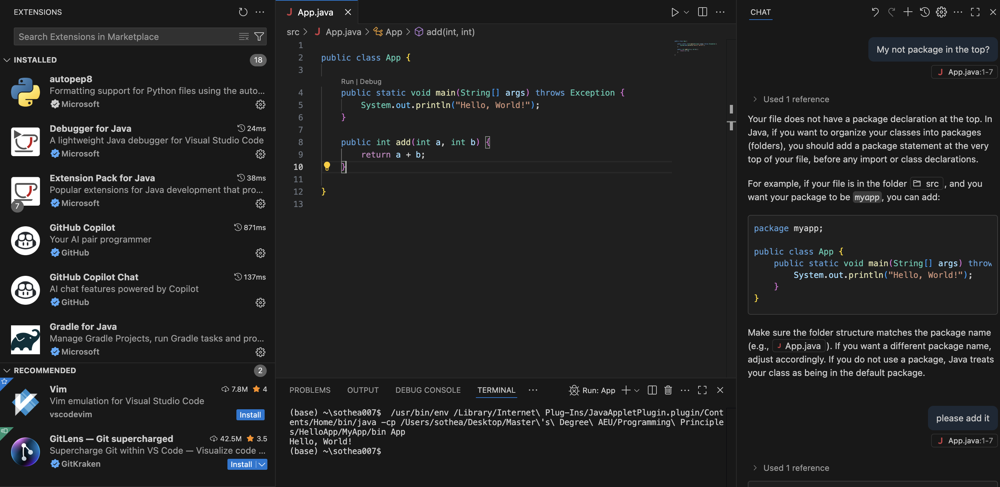 EXTENSIONS
Search Extensions in Marketplace
INSTALLED
18
autopep8
Formatting support for Python files using the auto...
Microsoft
Debugger for Java
24ms
A lightweight Java debugger for Visual Studio Code
Microsoft
Extension Pack for Java
38ms
Popular extensions for Java development that pro...
7
Microsoft
GitHub Copilot
871ms
Your AI pair programmer
GitHub
GitHub Copilot Chat
137ms
AI chat features powered by Copilot
GitHub
Gradle for Java
Manage Gradle Projects, run Gradle tasks and pro...
Microsoft
RECOMMENDED
2
Vim
7.8M
4
Vim emulation for Visual Studio Code
vscodevim
Install
GitLens — Git supercharged
42.5M
3.5
Supercharge Git within VS Code — Visualize code ...
GitKraken
Install
J App.java
src > J App.java > App > add(int, int)
1
2 public class App {
3
Run | Debug
4 public static void main(String[] args) throws Exception {
5 System.out.println("Hello, World!");
6 }
7
8 public int add(int a, int b) {
9 return a + b;
10 }
11
12 }
13
PROBLEMS
OUTPUT
DEBUG CONSOLE
TERMINAL
Run: App
(base) ~\sothea007$  /usr/bin/env /Library/Internet\ Plug-Ins/JavaAppletPlugin.plugin/Cont
ents/Home/bin/java -cp /Users/sothea/Desktop/Master\'s\ Degree\ AEU/Programming\ Principle
s/HelloApp/MyApp/bin App
Hello, World!
(base) ~\sothea007$
CHAT
My not package in the top?
J App.java:1-7
Used 1 reference
Your file does not have a package declaration at the top. In
Java, if you want to organize your classes into packages
(folders), you should add a package statement at the very
top of your file, before any import or class declarations.
For example, if your file is in the folder src, and you
want your package to be myapp, you can add:
package myapp;
public class App {
public static void main(String[] args) throw
System.out.println("Hello, World!");
}
}
Make sure the folder structure matches the package name
(e.g., J App.java). If you want a different package name,
adjust accordingly. If you do not use a package, Java treats
your class as being in the default package.
please add it
J App.java:1-7
Used 1 reference